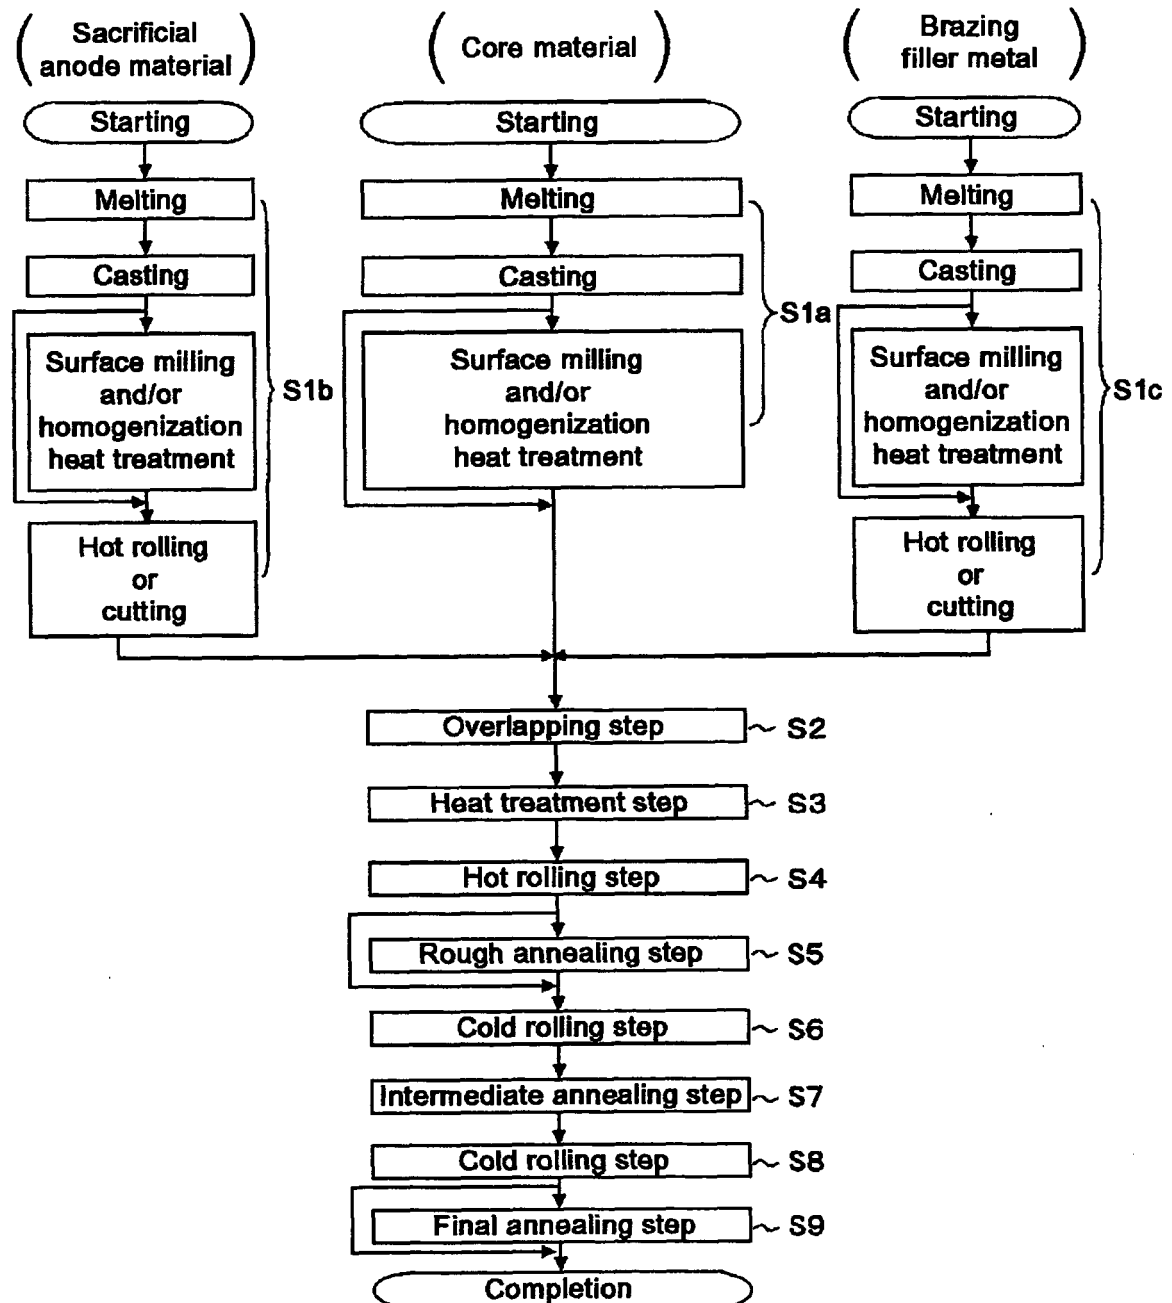 Sacrificial
anode material
Starting
Melting
Casting
Surface milling
and/or
homogenization
heat treatment
Hot rolling
or
cutting
S1b
Core material
Starting
Melting
Casting
Surface milling
and/or
homogenization
heat treatment
S1a
Brazing
filler metal
Starting
Melting
Casting
Surface milling
and/or
homogenization
heat treatment
Hot rolling
or
cutting
S1c
Overlapping step ~ S2
Heat treatment step ~ S3
Hot rolling step ~ S4
Rough annealing step ~ S5
Cold rolling step ~ S6
Intermediate annealing step ~ S7
Cold rolling step ~ S8
Final annealing step ~ S9
Completion